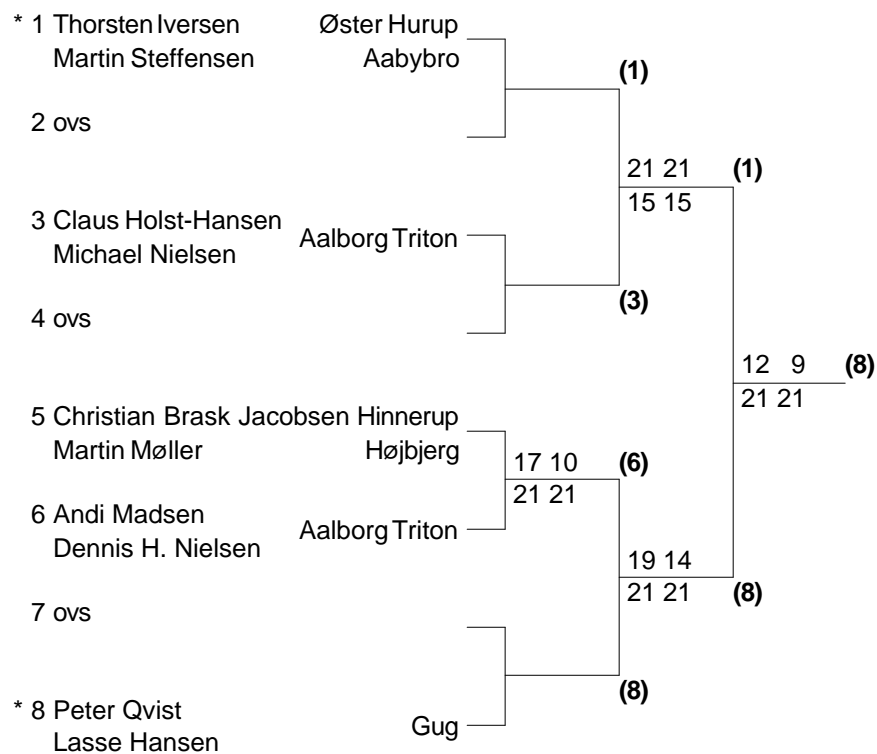 * 1 Thorsten Iversen Øster Hurup
Martin Steffensen Aabybro
(1)
2 ovs
21 21 (1)
15 15
3 Claus Holst-Hansen
Aalborg Triton
Michael Nielsen
(3)
4 ovs
12 9 (8)
21 21
5 Christian Brask Jacobsen Hinnerup
Martin Møller Højbjerg
17 10 (6)
21 21
6 Andi Madsen
Aalborg Triton
Dennis H. Nielsen
19 14
21 21 (8)
7 ovs
(8)
* 8 Peter Qvist
Gug
Lasse Hansen